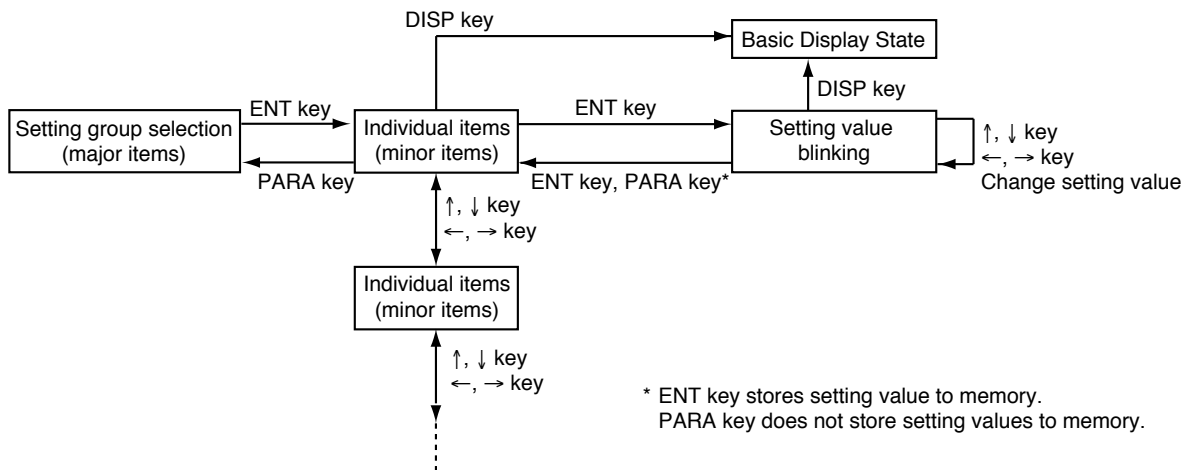 DISP key
Basic Display State
ENT key
ENT key
DISP key
Setting group selection
(major items)
Individual items
(minor items)
Setting value
blinking
↑, ↓ key
←, → key
Change setting value
PARA key
ENT key, PARA key*
↑, ↓ key
←, → key
Individual items
(minor items)
↑, ↓ key
←, → key
* ENT key stores setting value to memory.
PARA key does not store setting values to memory.